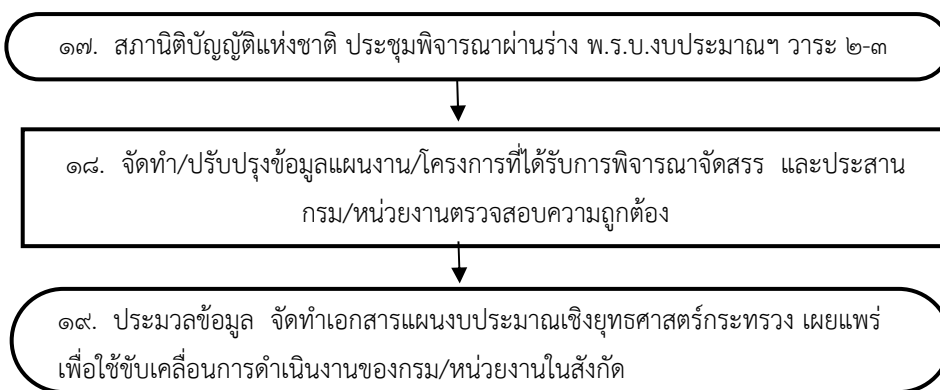 ๑๗. สภานิติบัญญัติแห่งชาติ ประชุมพิจารณาผ่านร่าง พ.ร.บ.งบประมาณฯ วาระ ๒-๓
๑๘. จัดทำ/ปรับปรุงข้อมูลแผนงาน/โครงการที่ได้รับการพิจารณาจัดสรร และประสาน
กรม/หน่วยงานตรวจสอบความถูกต้อง
๑๙. ประมวลข้อมูล จัดทำเอกสารแผนงบประมาณเชิงยุทธศาสตร์กระทรวง เผยแพร่
เพื่อใช้ขับเคลื่อนการดำเนินงานของกรม/หน่วยงานในสังกัด